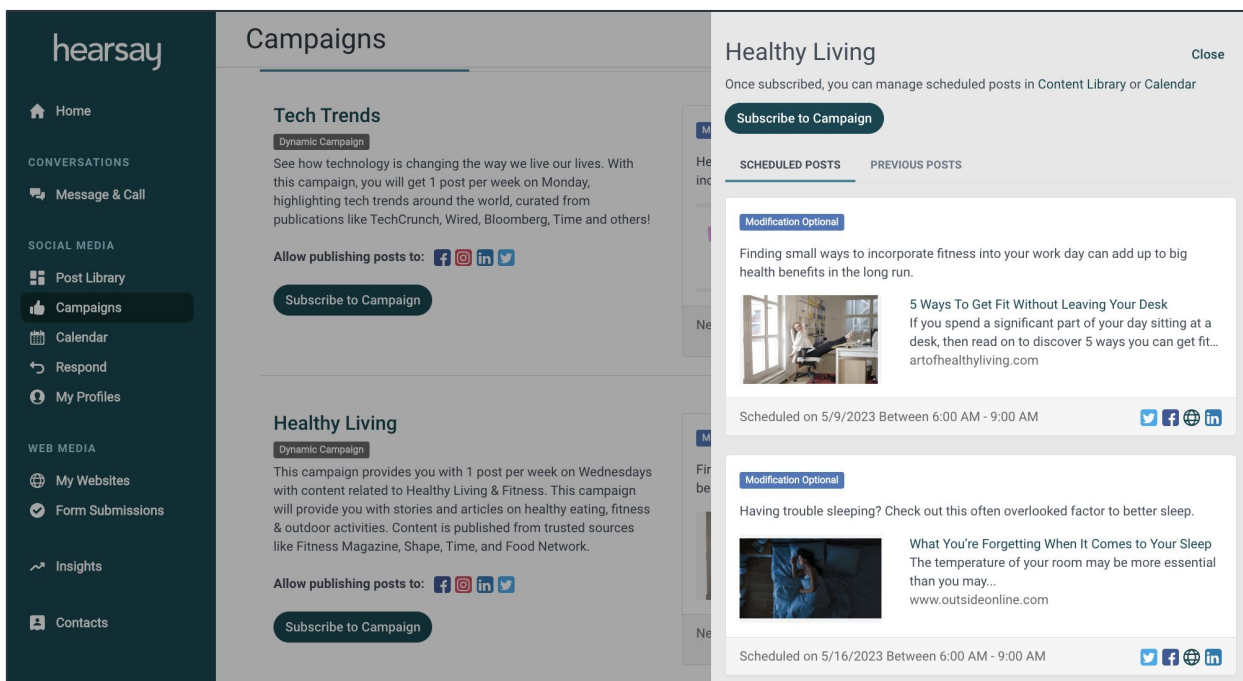 hearsay
Home
CONVERSATIONS
Message & Call
SOCIAL MEDIA
Post Library
Campaigns
Calendar
Respond
My Profiles
WEB MEDIA
My Websites
Form Submissions
Insights
Contacts
Campaigns
Tech Trends
Dynamic Campaign
See how technology is changing the way we live our lives. With
this campaign, you will get 1 post per week on Monday,
highlighting tech trends around the world, curated from
publications like TechCrunch, Wired, Bloomberg, Time and others!
Allow publishing posts to:
Subscribe to Campaign
Healthy Living
Dynamic Campaign
This campaign provides you with 1 post per week on Wednesdays
with content related to Healthy Living & Fitness. This campaign
will provide you with stories and articles on healthy eating, fitness
& outdoor activities. Content is published from trusted sources
like Fitness Magazine, Shape, Time, and Food Network.
Allow publishing posts to:
Subscribe to Campaign
Healthy Living
Close
Once subscribed, you can manage scheduled posts in Content Library or Calendar
Subscribe to Campaign
SCHEDULED POSTS PREVIOUS POSTS
Modification Optional
Finding small ways to incorporate fitness into your work day can add up to big
health benefits in the long run.
5 Ways To Get Fit Without Leaving Your Desk
If you spend a significant part of your day sitting at a
desk, then read on to discover 5 ways you can get fit...
artofhealthyliving.com
Scheduled on 5/9/2023 Between 6:00 AM - 9:00 AM
Modification Optional
Having trouble sleeping? Check out this often overlooked factor to better sleep.
What You're Forgetting When It Comes to Your Sleep
The temperature of your room may be more essential
than you may...
www.outsideonline.com
Scheduled on 5/16/2023 Between 6:00 AM - 9:00 AM